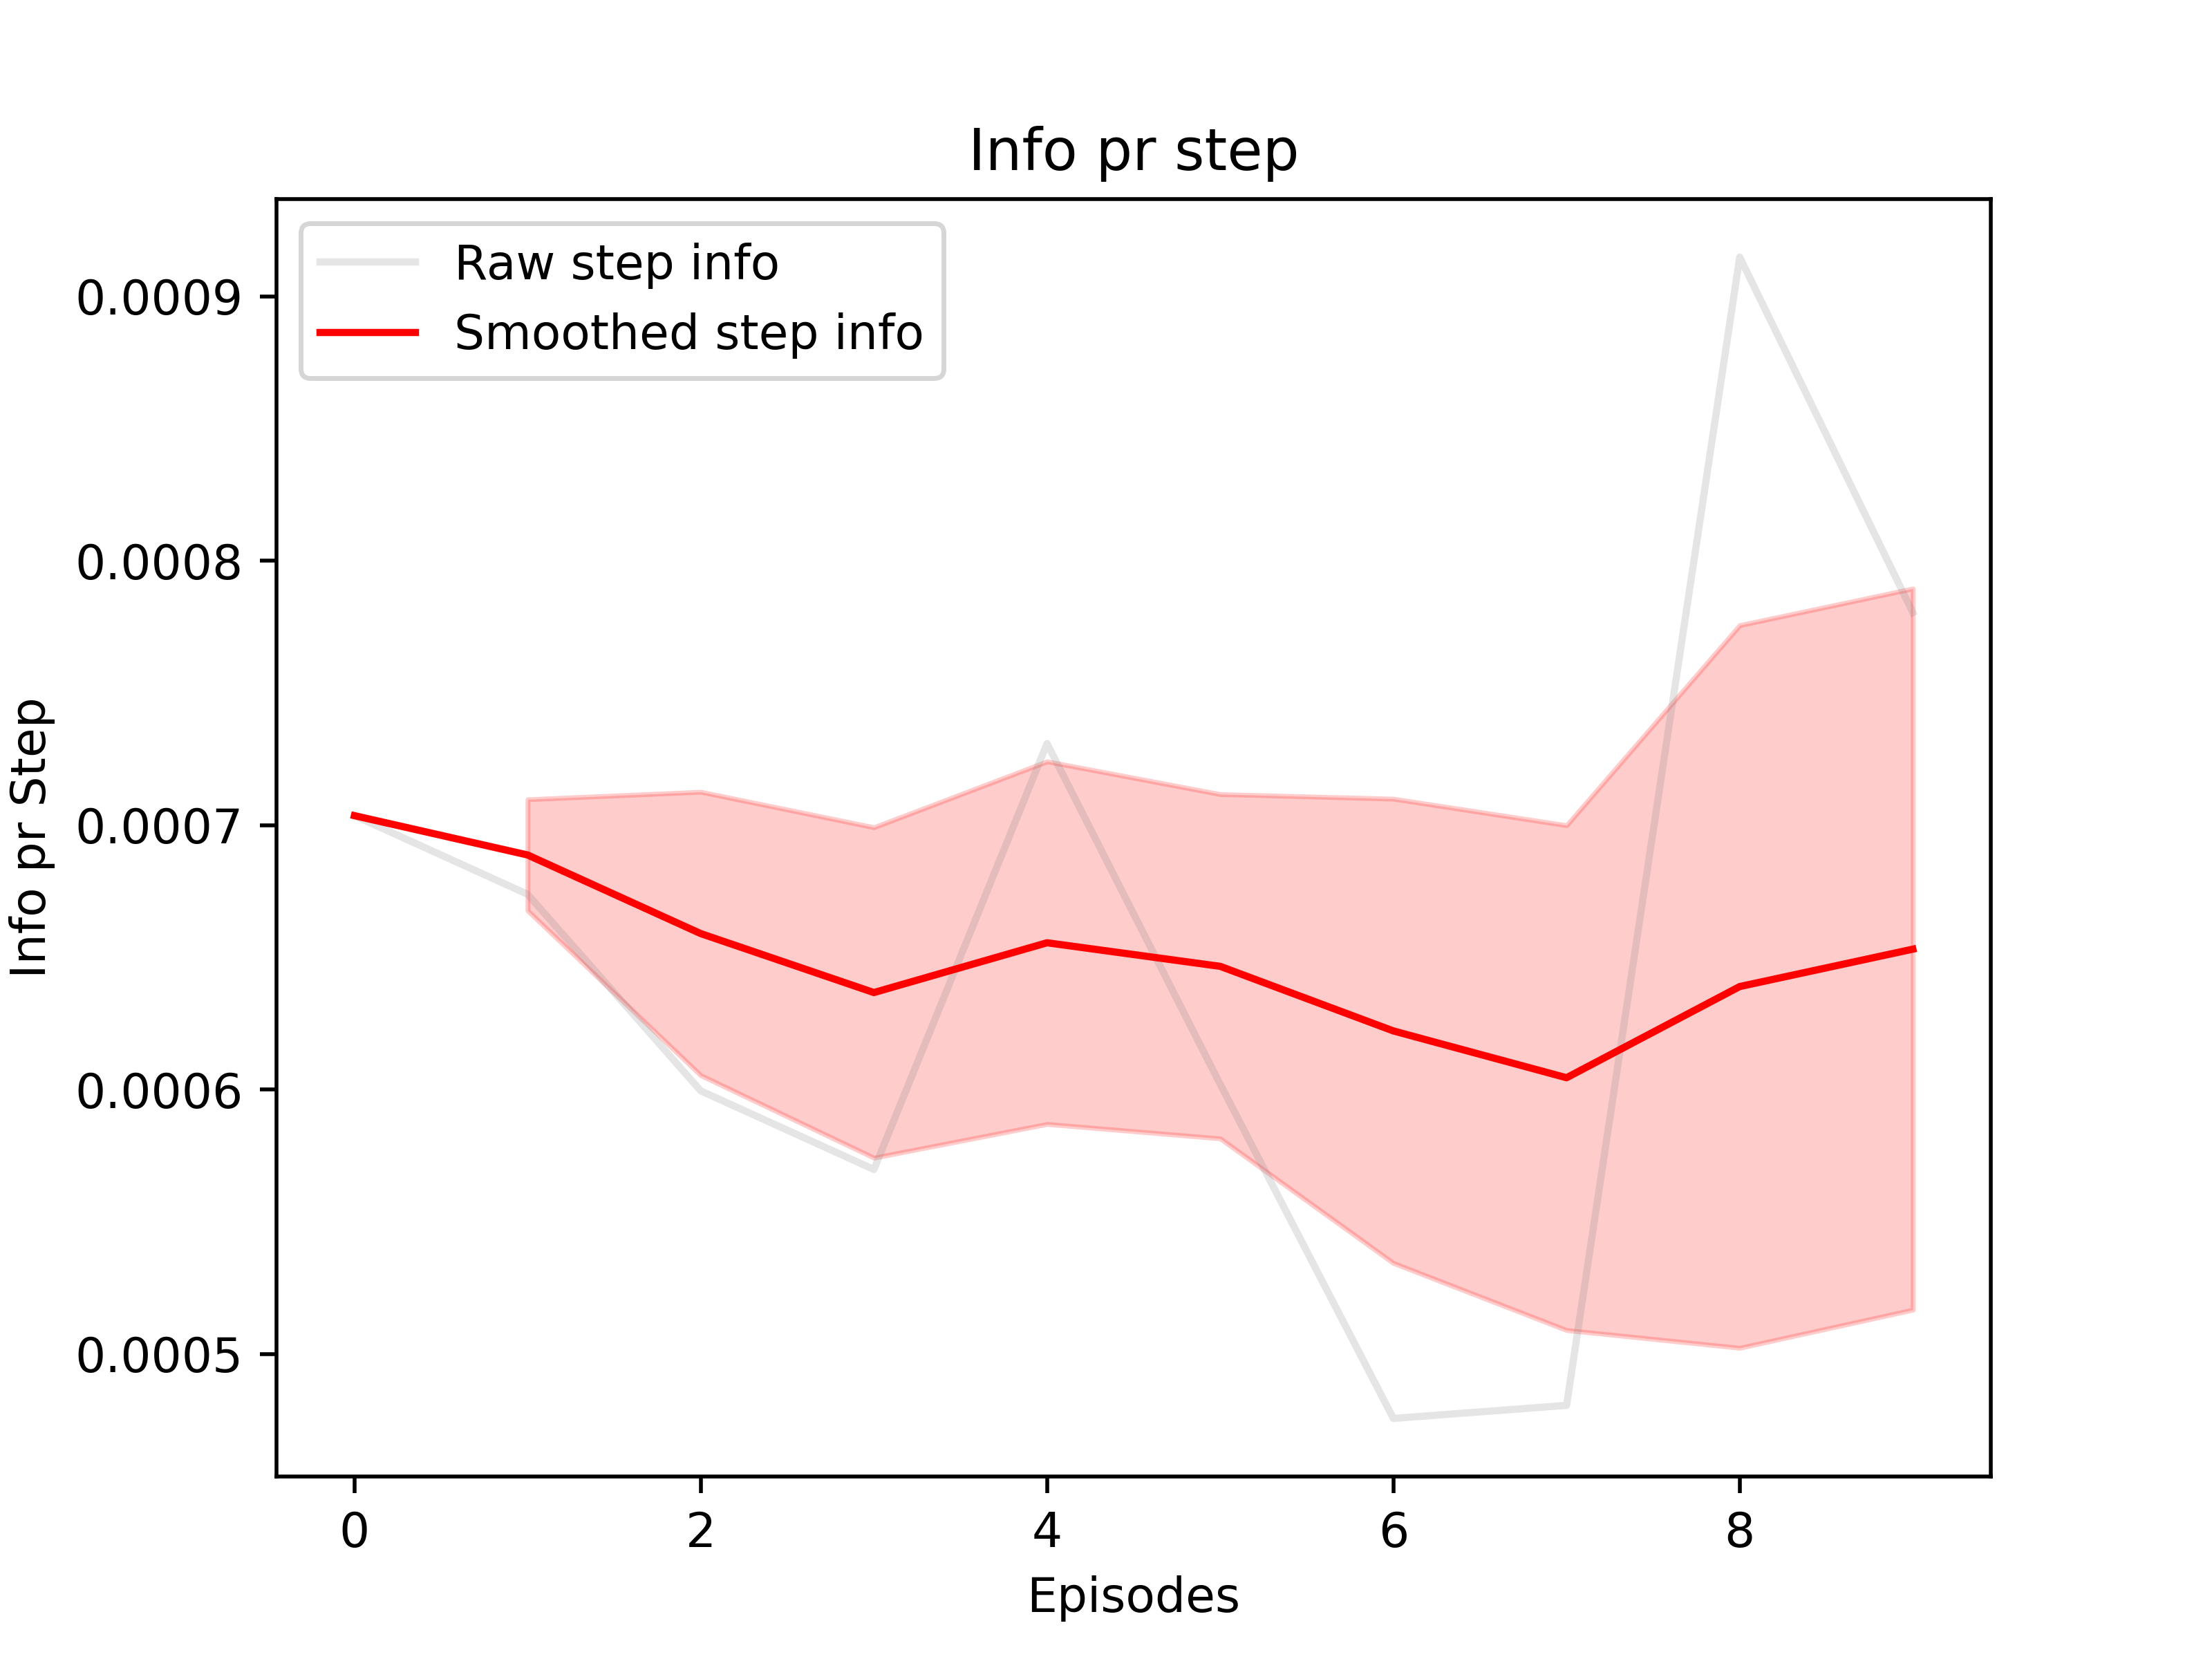 Info pr step
Raw step info
Smoothed step info
0.0009
0.0008
0.0007
0.0006
0.0005
Info pr Step
0 2 4 6 8
Episodes